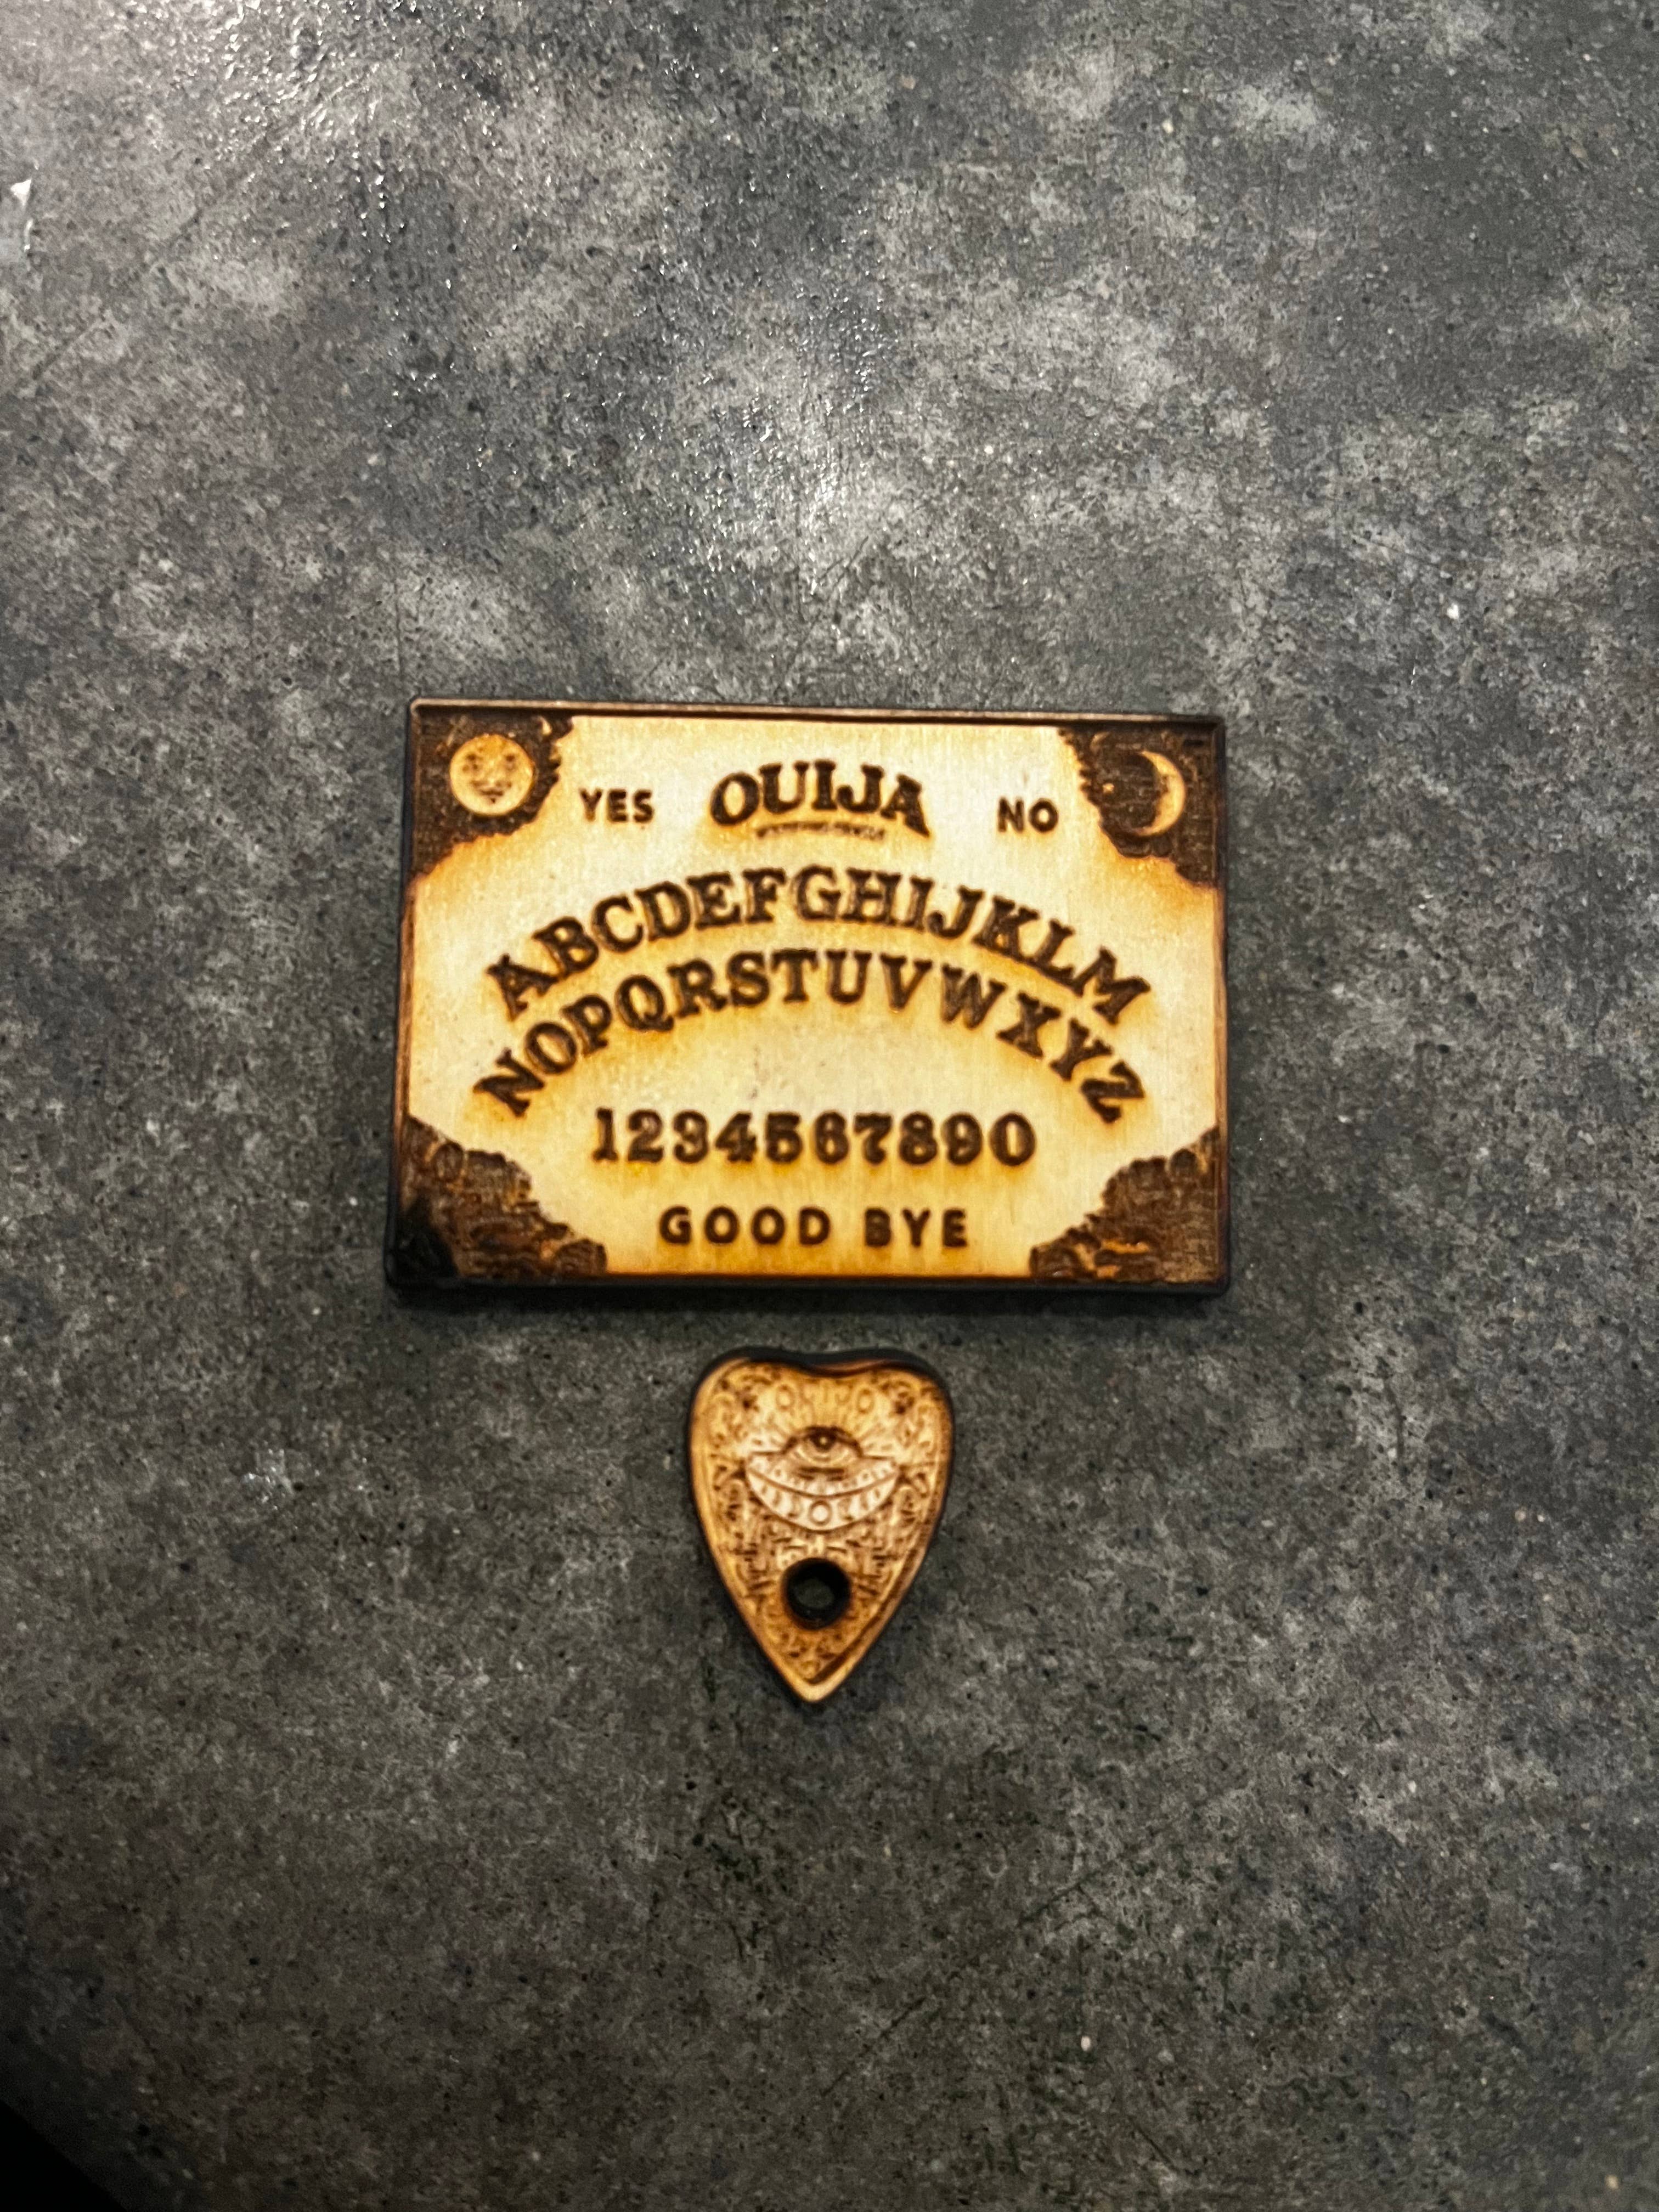 YES OUIJA NO
ABCDEFGHIJKLM
NOPQRSTUVWXYZ
1234567890
GOOD BYE